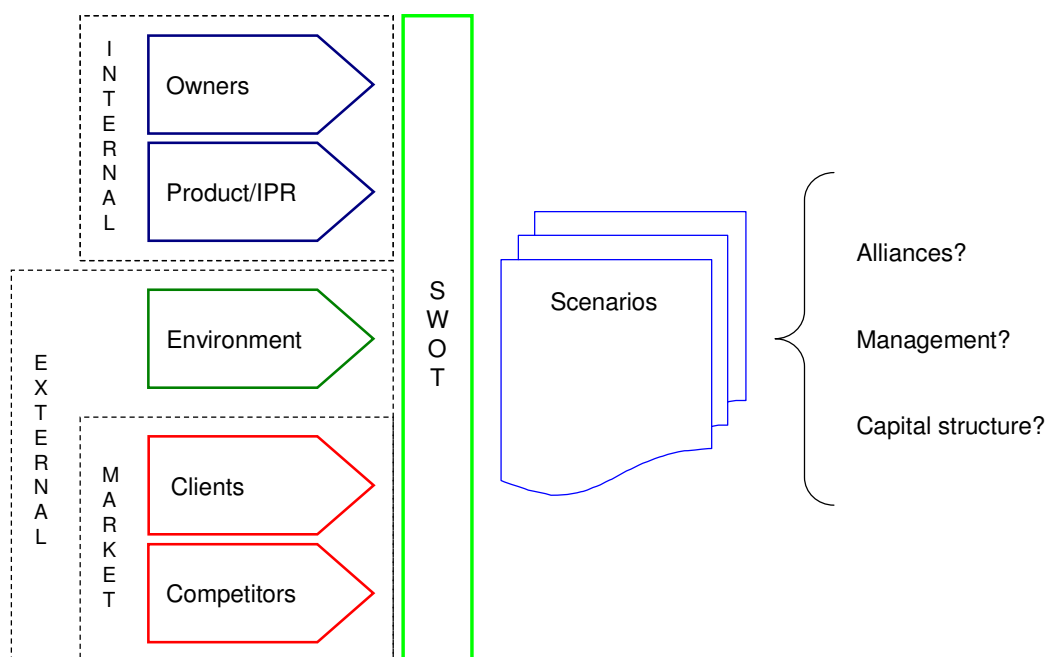 INTERNAL
Owners
Product/IPR
EXTERNAL
Environment
MARKET
Clients
Competitors
SWOT
Scenarios
Alliances?
Management?
Capital structure?